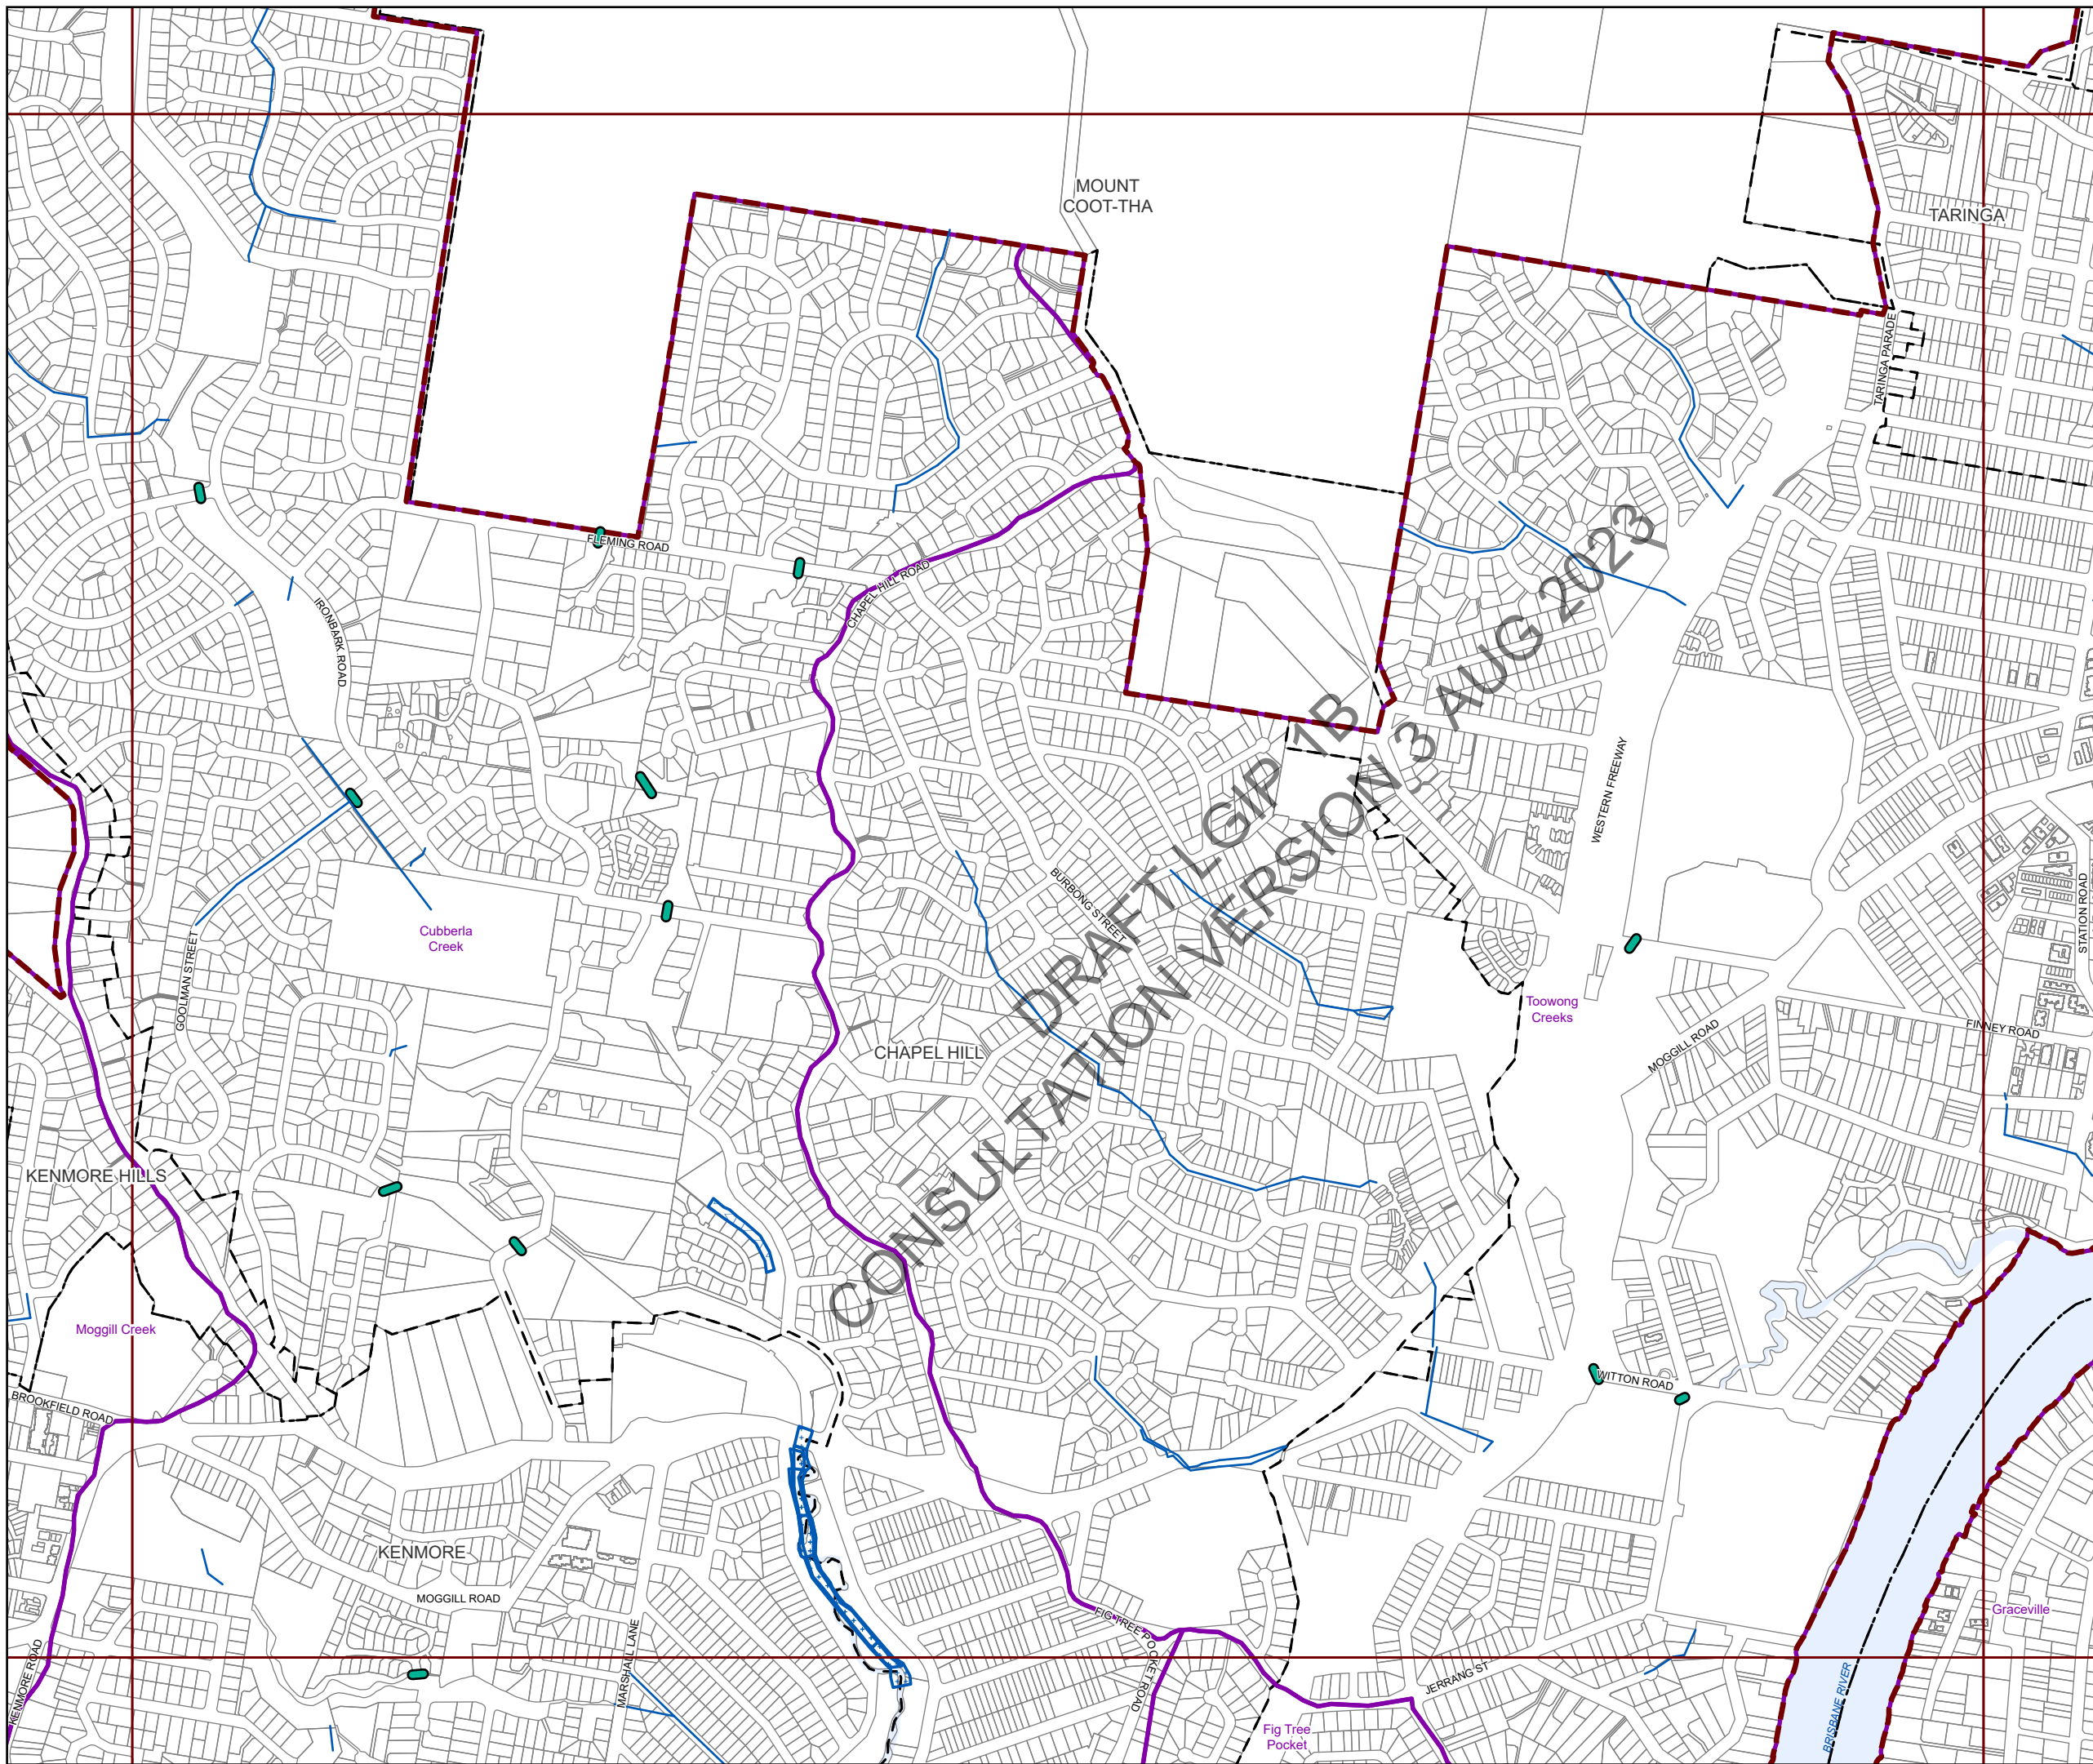 MOUNT
COOT-THA
TARINGA
TARINGA PARADE
FLEMING ROAD
CHAPEL HILL ROAD
IRONBARK ROAD
WESTERN FREEWAY
BURBONG STREET
STATION ROAD
Cubberla
Creek
GOOLMAN STREET
DRAFT LGIP 1B
CONSULTATION VERSION 3 AUG 2023
Toowong
Creeks
FINNEY ROAD
MOGGILL ROAD
CHAPEL HILL
KENMORE HILLS
Moggill Creek
BROOKFIELD ROAD
WITTON ROAD
KENMORE
MOGGILL ROAD
FIG TREE POCKET ROAD
Graceville
KENMORE ROAD
MARSHALL LANE
JERRANG ST
BRISBANE RIVER
Fig Tree
Pocket